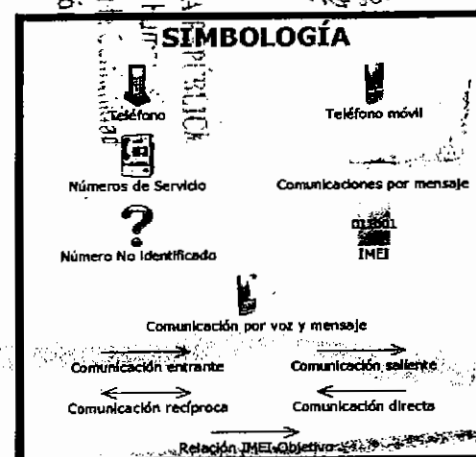 SIMBOLOGÍA
Teléfono
Teléfono móvil
Números de Servicio
Comunicaciones por mensaje
?
Número No Identificado
IMEI
Comunicación por voz y mensaje
Comunicación entrante
Comunicación saliente
Comunicación recíproca
Comunicación directa
Relación IMEI-Objetivo